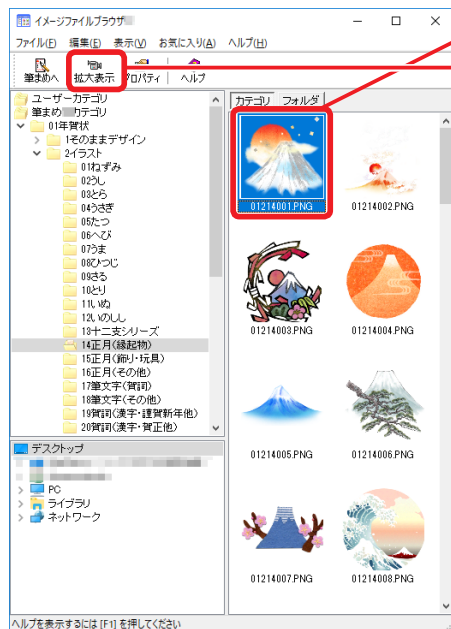 イメージファイルブラウザ
ファイル(F) 編集(E) 表示(V) お気に入り(A) ヘルプ(H)
筆まめへ 拡大表示 プロパティ ヘルプ
ユーザーカテゴリ
筆まめ カテゴリ
01年賀状
1そのままデザイン
2イラスト
01ねずみ
02うし
03とら
04うさぎ
05たつ
06へび
07うま
08ひつじ
09さる
10とり
11いぬ
12いのしし
13十二支シリーズ
14正月(縁起物)
15正月(飾り・玩具)
16正月(その他)
17筆文字(賀詞)
18筆文字(その他)
19賀詞(漢字・謹賀新年他)
20賀詞(漢字・賀正他)
デスクトップ
PC
ライブラリ
ネットワーク
カテゴリ フォルダ
01214001.PNG 01214002.PNG
01214003.PNG 01214004.PNG
01214005.PNG 01214006.PNG
01214007.PNG 01214008.PNG
ヘルプを表示するには [F1] を押してください